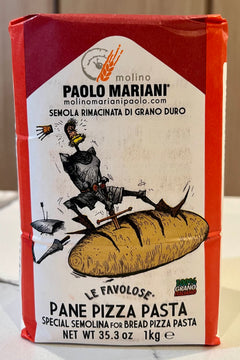 molino
PAOLO MARIANI®
molinomarianipaolo.com
SEMOLA RIMACINATA DI GRANO DURO
LE FAVOLOSE®
GRANO
PANE PIZZA PASTA
SPECIAL SEMOLINA FOR BREAD PIZZA PASTA
NET WT 35.3 oz 1kg e